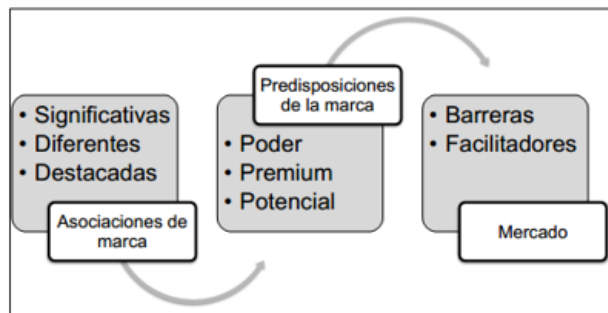 • Significativas
• Diferentes
• Destacadas
Asociaciones de
marca
Predisposiciones
de la marca
• Poder
• Premium
• Potencial
• Barreras
• Facilitadores
Mercado